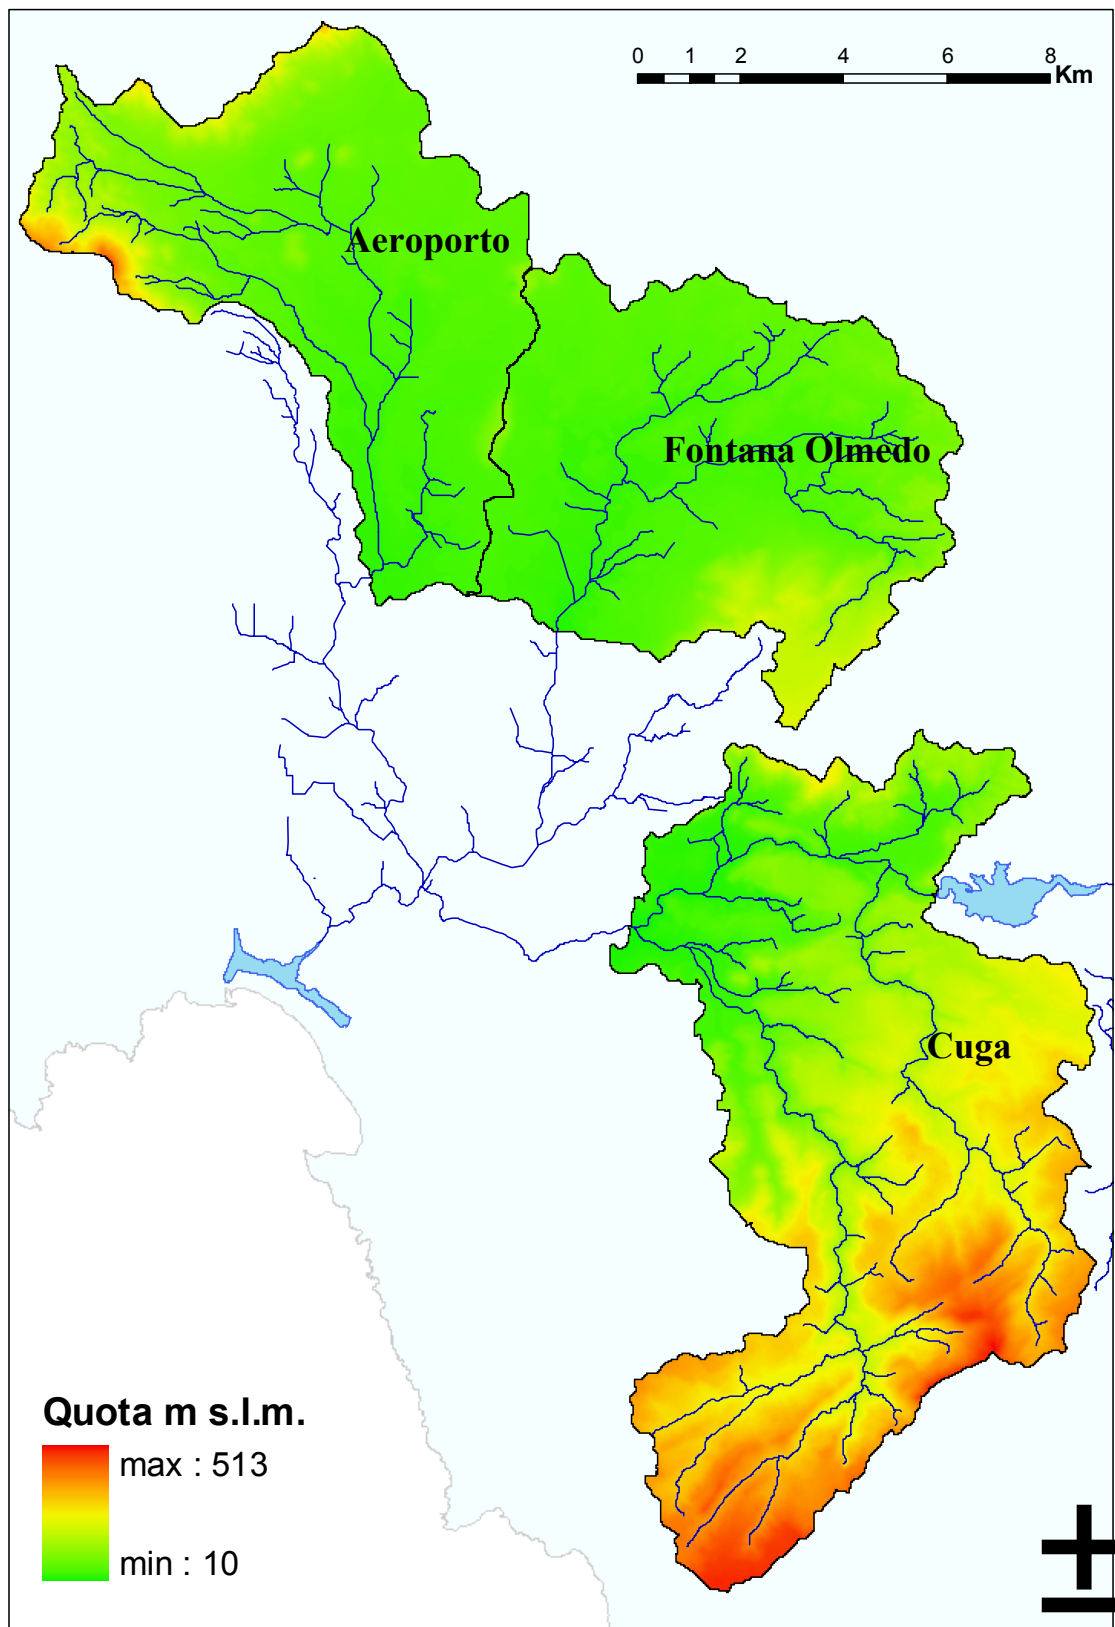 0 1 2 4 6 8
Km
Aeroporto
Fontana Olmedo
Cuga
Quota m s.l.m.
max : 513
min : 10